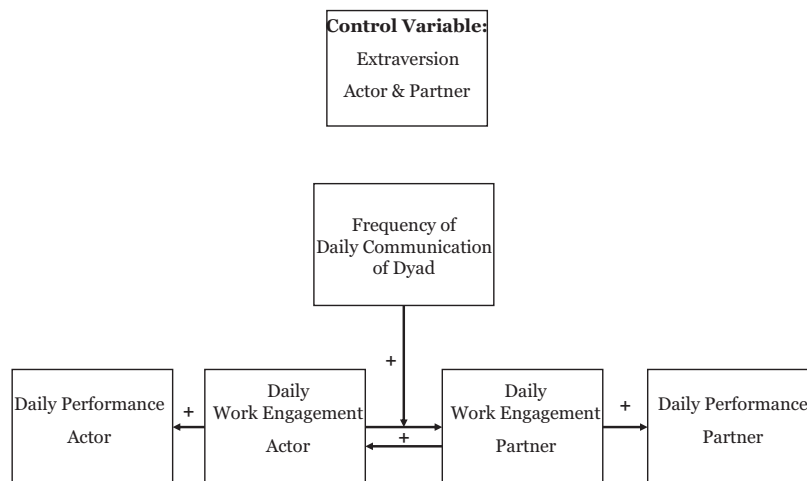 Control Variable:
Extraversion
Actor & Partner
Frequency of
Daily Communication
of Dyad
+
Daily Performance
Actor
+
Daily
Work Engagement
Actor
+
Daily
Work Engagement
Partner
+
Daily Performance
Partner